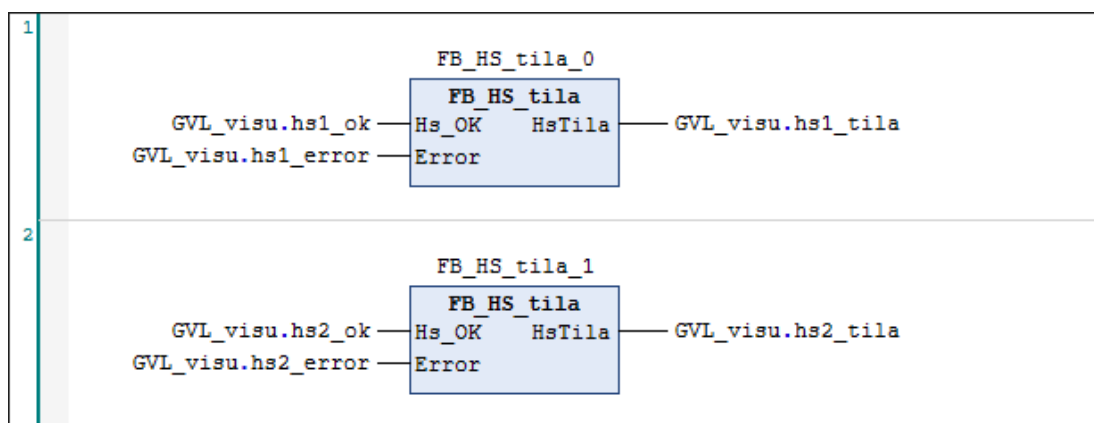 1
FB_HS_tila_0
FB_HS_tila
GVL_visu.hs1_ok Hs_OK HsTila GVL_visu.hs1_tila
GVL_visu.hs1_error Error
2
FB_HS_tila_1
FB_HS_tila
GVL_visu.hs2_ok Hs_OK HsTila GVL_visu.hs2_tila
GVL_visu.hs2_error Error